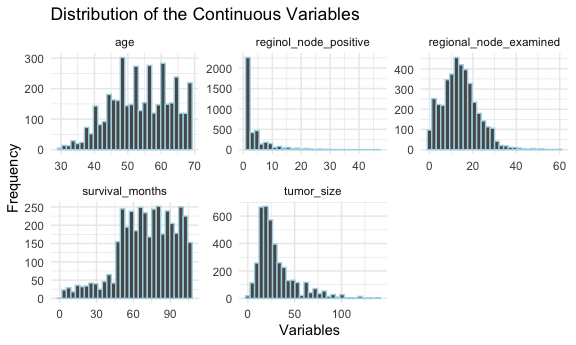 Distribution of the Continuous Variables
age
reginol_node_positive
regional_node_examined
300
200
100
0
30 40 50 60 70
2000
1500
1000
500
0
0 10 20 30 40
400
300
200
100
0
0 20 40 60
Frequency
survival_months
tumor_size
250
200
150
100
50
0
0 30 60 90
600
400
200
0
0 50 100
Variables